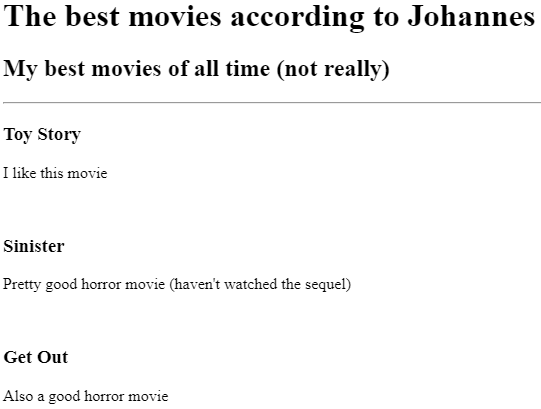 The best movies according to Johannes
My best movies of all time (not really)
Toy Story
I like this movie
Sinister
Pretty good horror movie (haven't watched the sequel)
Get Out
Also a good horror movie